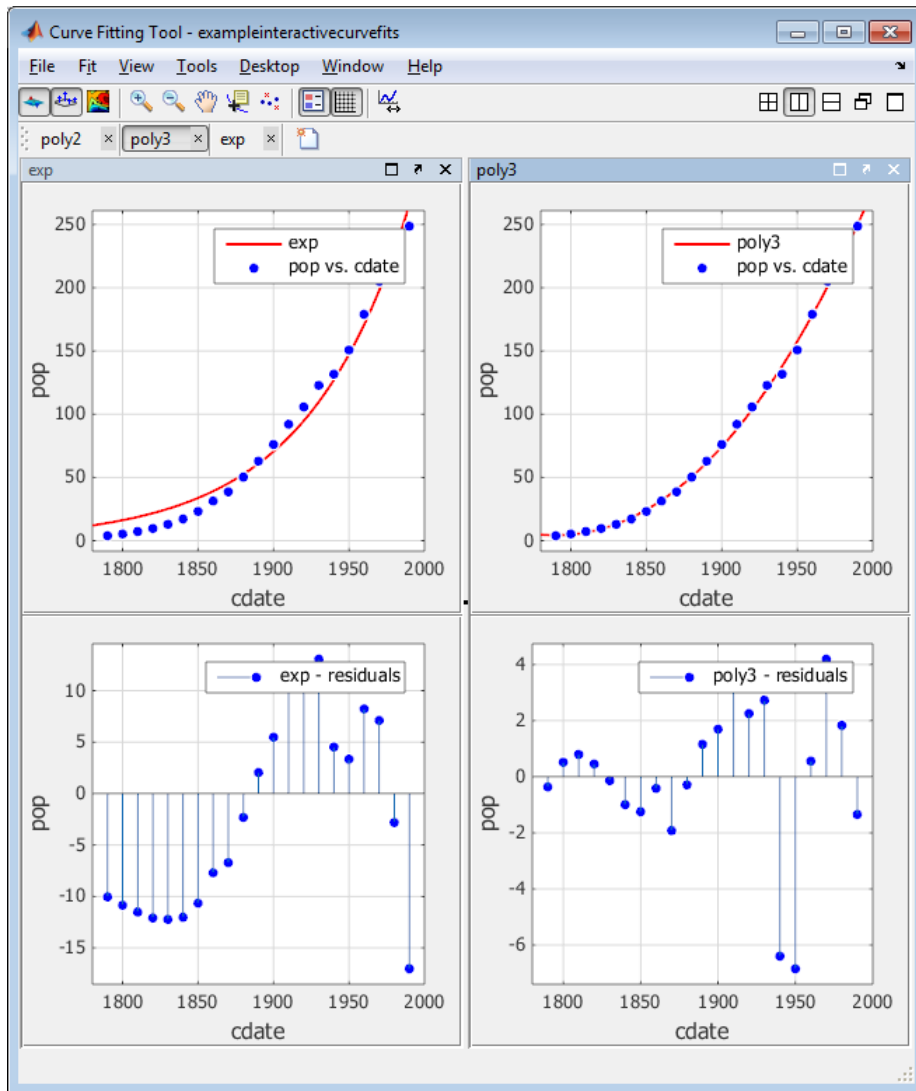 Curve Fitting Tool - exampleinteractivecurvefits
File Fit View Tools Desktop Window Help
poly2 × poly3 × exp ×
exp
250
200
150
100
50
0
pop
exp
pop vs. cdate
1800 1850 1900 1950 2000
cdate
poly3
250
200
150
100
50
0
pop
poly3
pop vs. cdate
1800 1850 1900 1950 2000
cdate
10
5
0
-5
-10
-15
pop
exp - residuals
1800 1850 1900 1950 2000
cdate
4
2
0
-2
-4
-6
pop
poly3 - residuals
1800 1850 1900 1950 2000
cdate